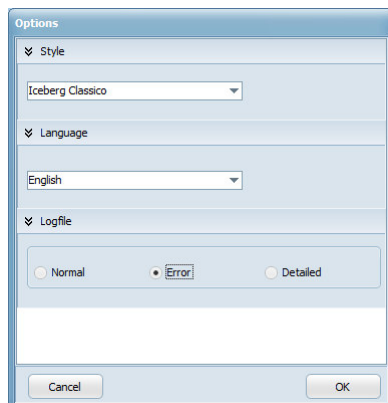 Options
Style
Iceberg Classico
Language
English
Logfile
Normal Error Detailed
Cancel OK